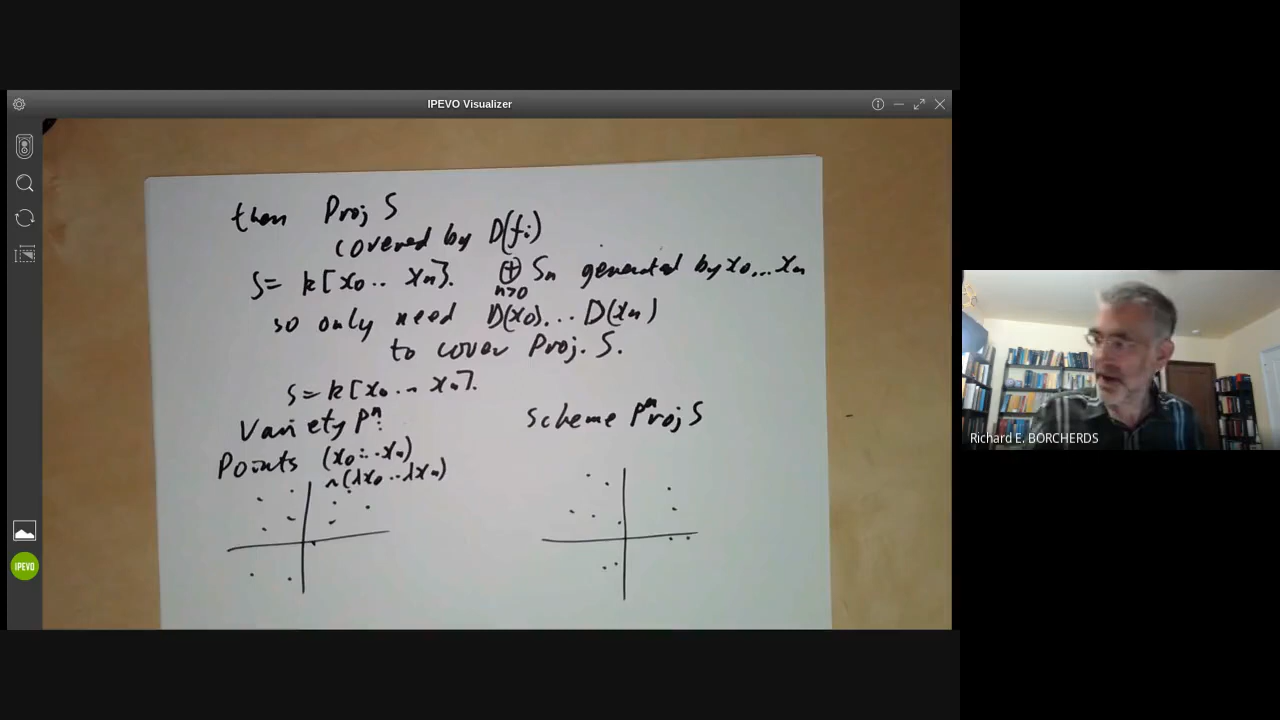 IPEVO Visualizer
then Proj S
covered by D(fi)
S = k[x0 .. xn]. ⊕ Sn generated by x0...xn
n>0
so only need D(x0)...D(xn)
to cover Proj. S.
S = k[x0 .. xn].
Variety Pⁿ: Scheme Pⁿroj S
Points (x0:..xn)
~(λx0..λxn)
IPEVO
Richard E. BORCHERDS